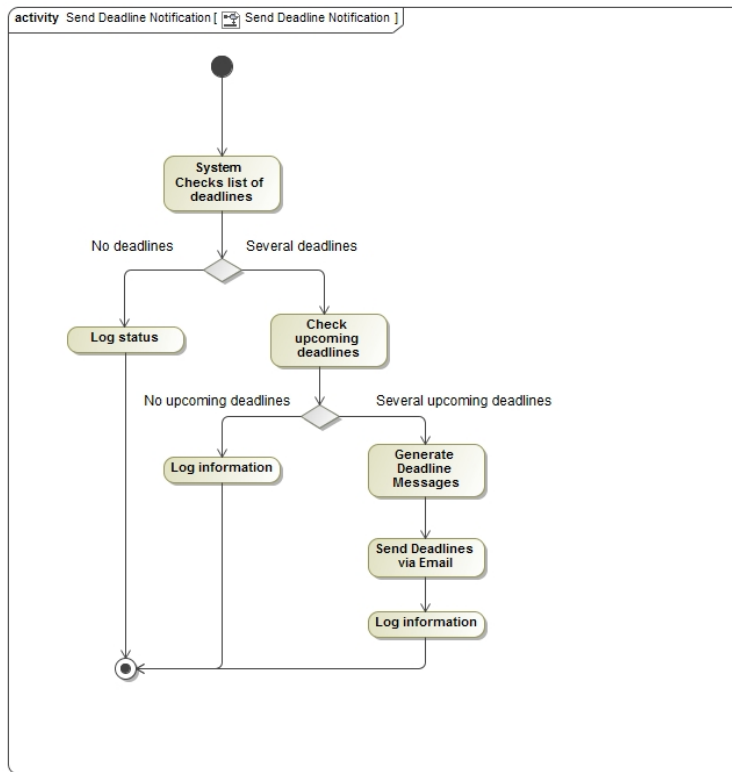 activity Send Deadline Notification [ Send Deadline Notification ]
System
Checks list of
deadlines
No deadlines
Several deadlines
Log status
Check
upcoming
deadlines
No upcoming deadlines
Several upcoming deadlines
Log information
Generate
Deadline
Messages
Send Deadlines
via Email
Log information